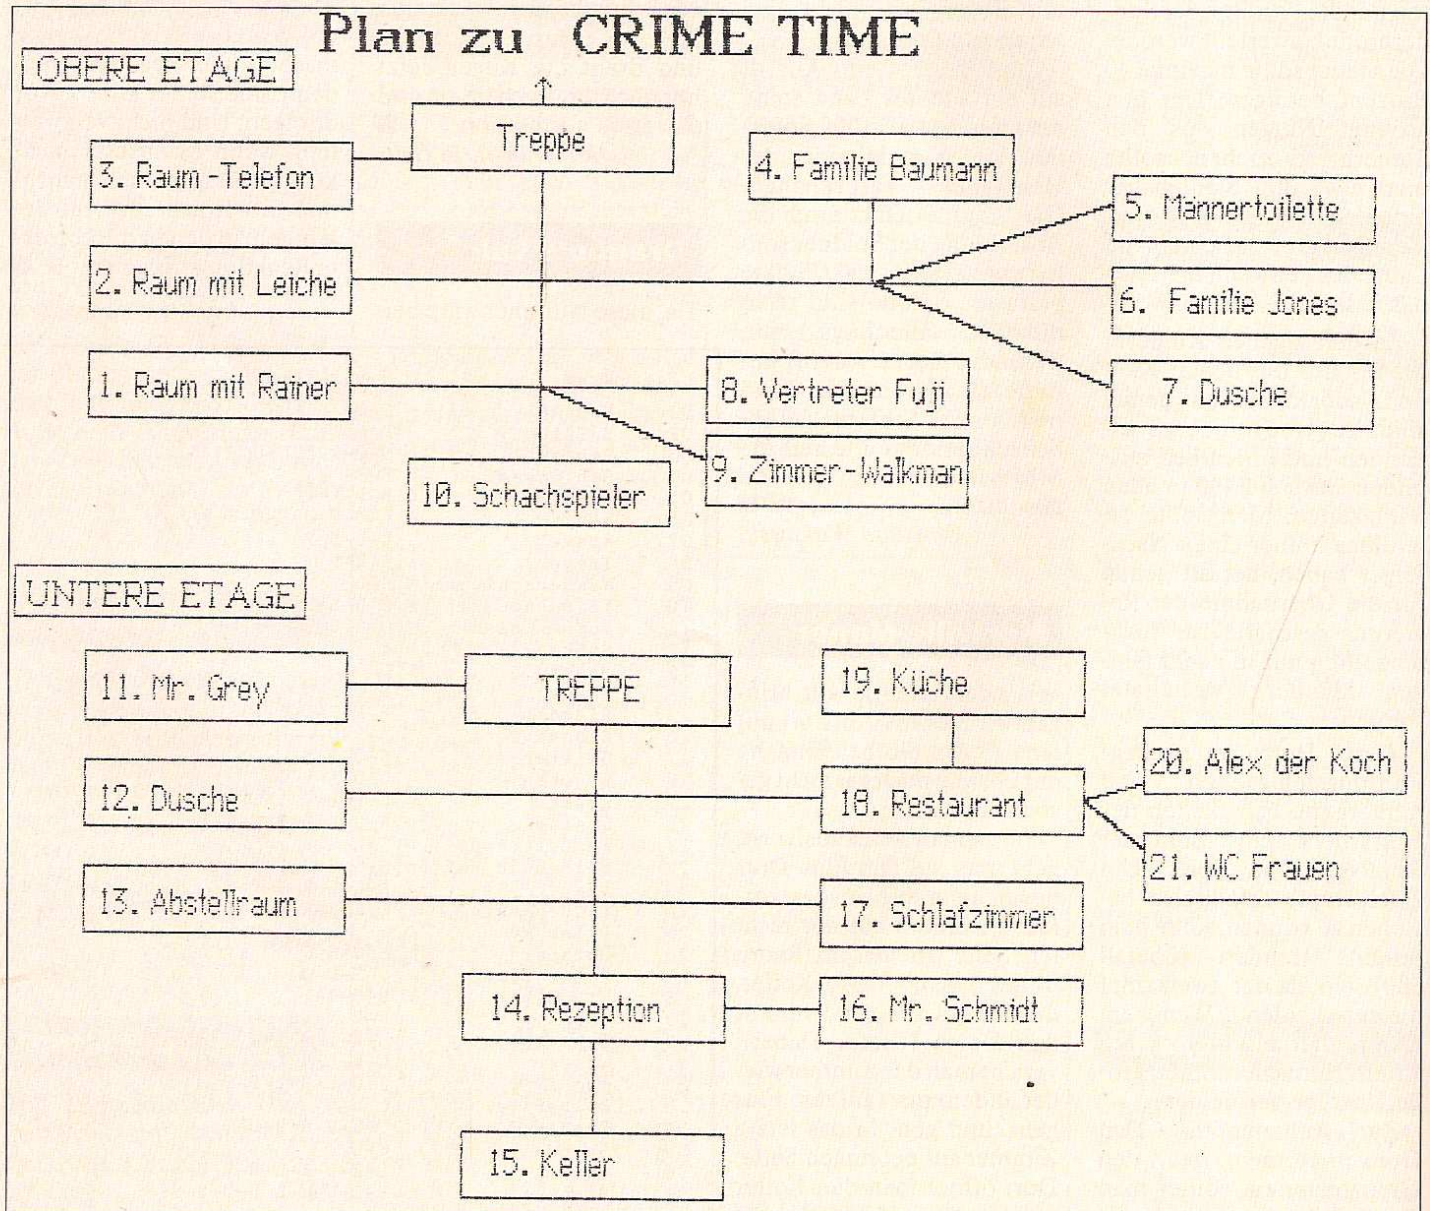 Plan zu CRIME TIME
OBERE ETAGE
Treppe
3. Raum-Telefon
4. Familie Baumann
5. Männertoilette
2. Raum mit Leiche
6. Familie Jones
1. Raum mit Rainer
8. Vertreter Fuji
7. Dusche
9. Zimmer-Walkman
10. Schachspieler
UNTERE ETAGE
11. Mr. Grey
TREPPE
19. Küche
20. Alex der Koch
12. Dusche
18. Restaurant
21. WC Frauen
13. Abstellraum
17. Schlafzimmer
14. Rezeption
16. Mr. Schmidt
15. Keller